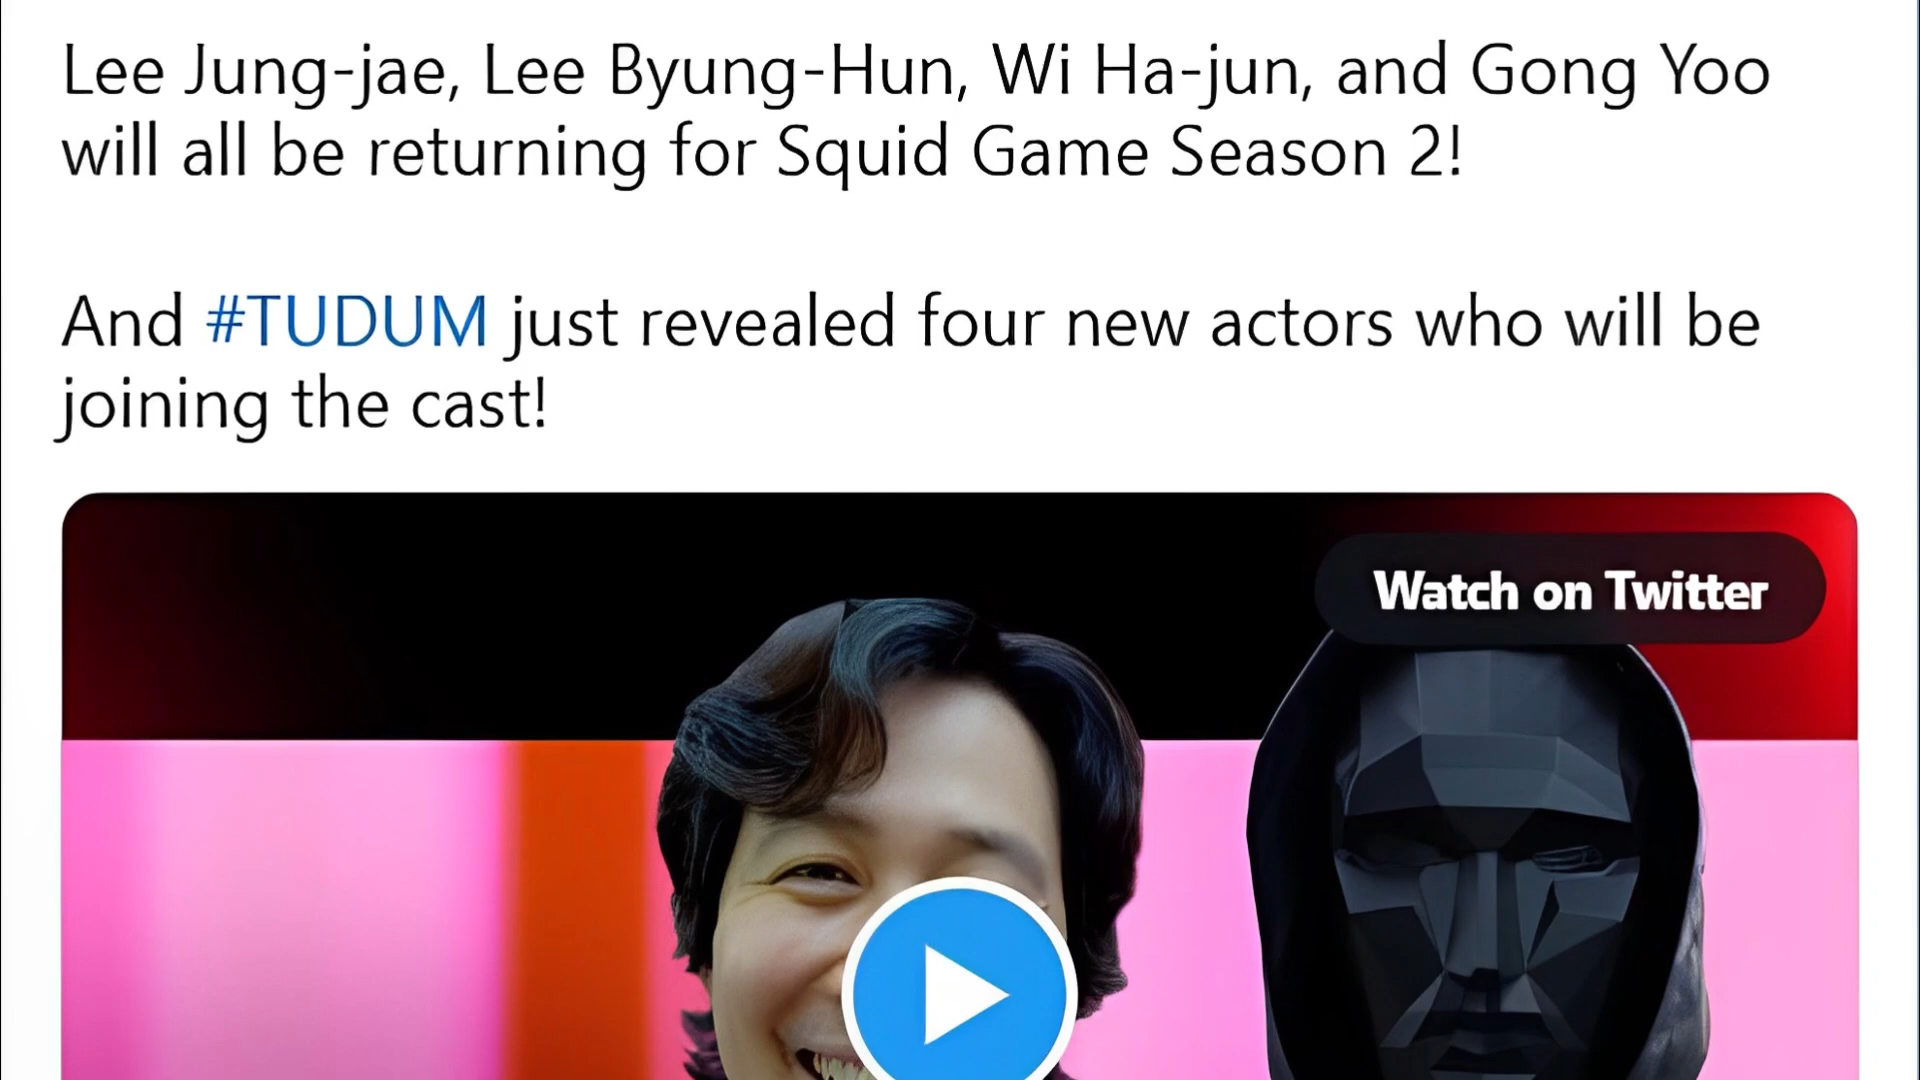 Lee Jung-jae, Lee Byung-Hun, Wi Ha-jun, and Gong Yoo
will all be returning for Squid Game Season 2!
And #TUDUM just revealed four new actors who will be
joining the cast!
Watch on Twitter